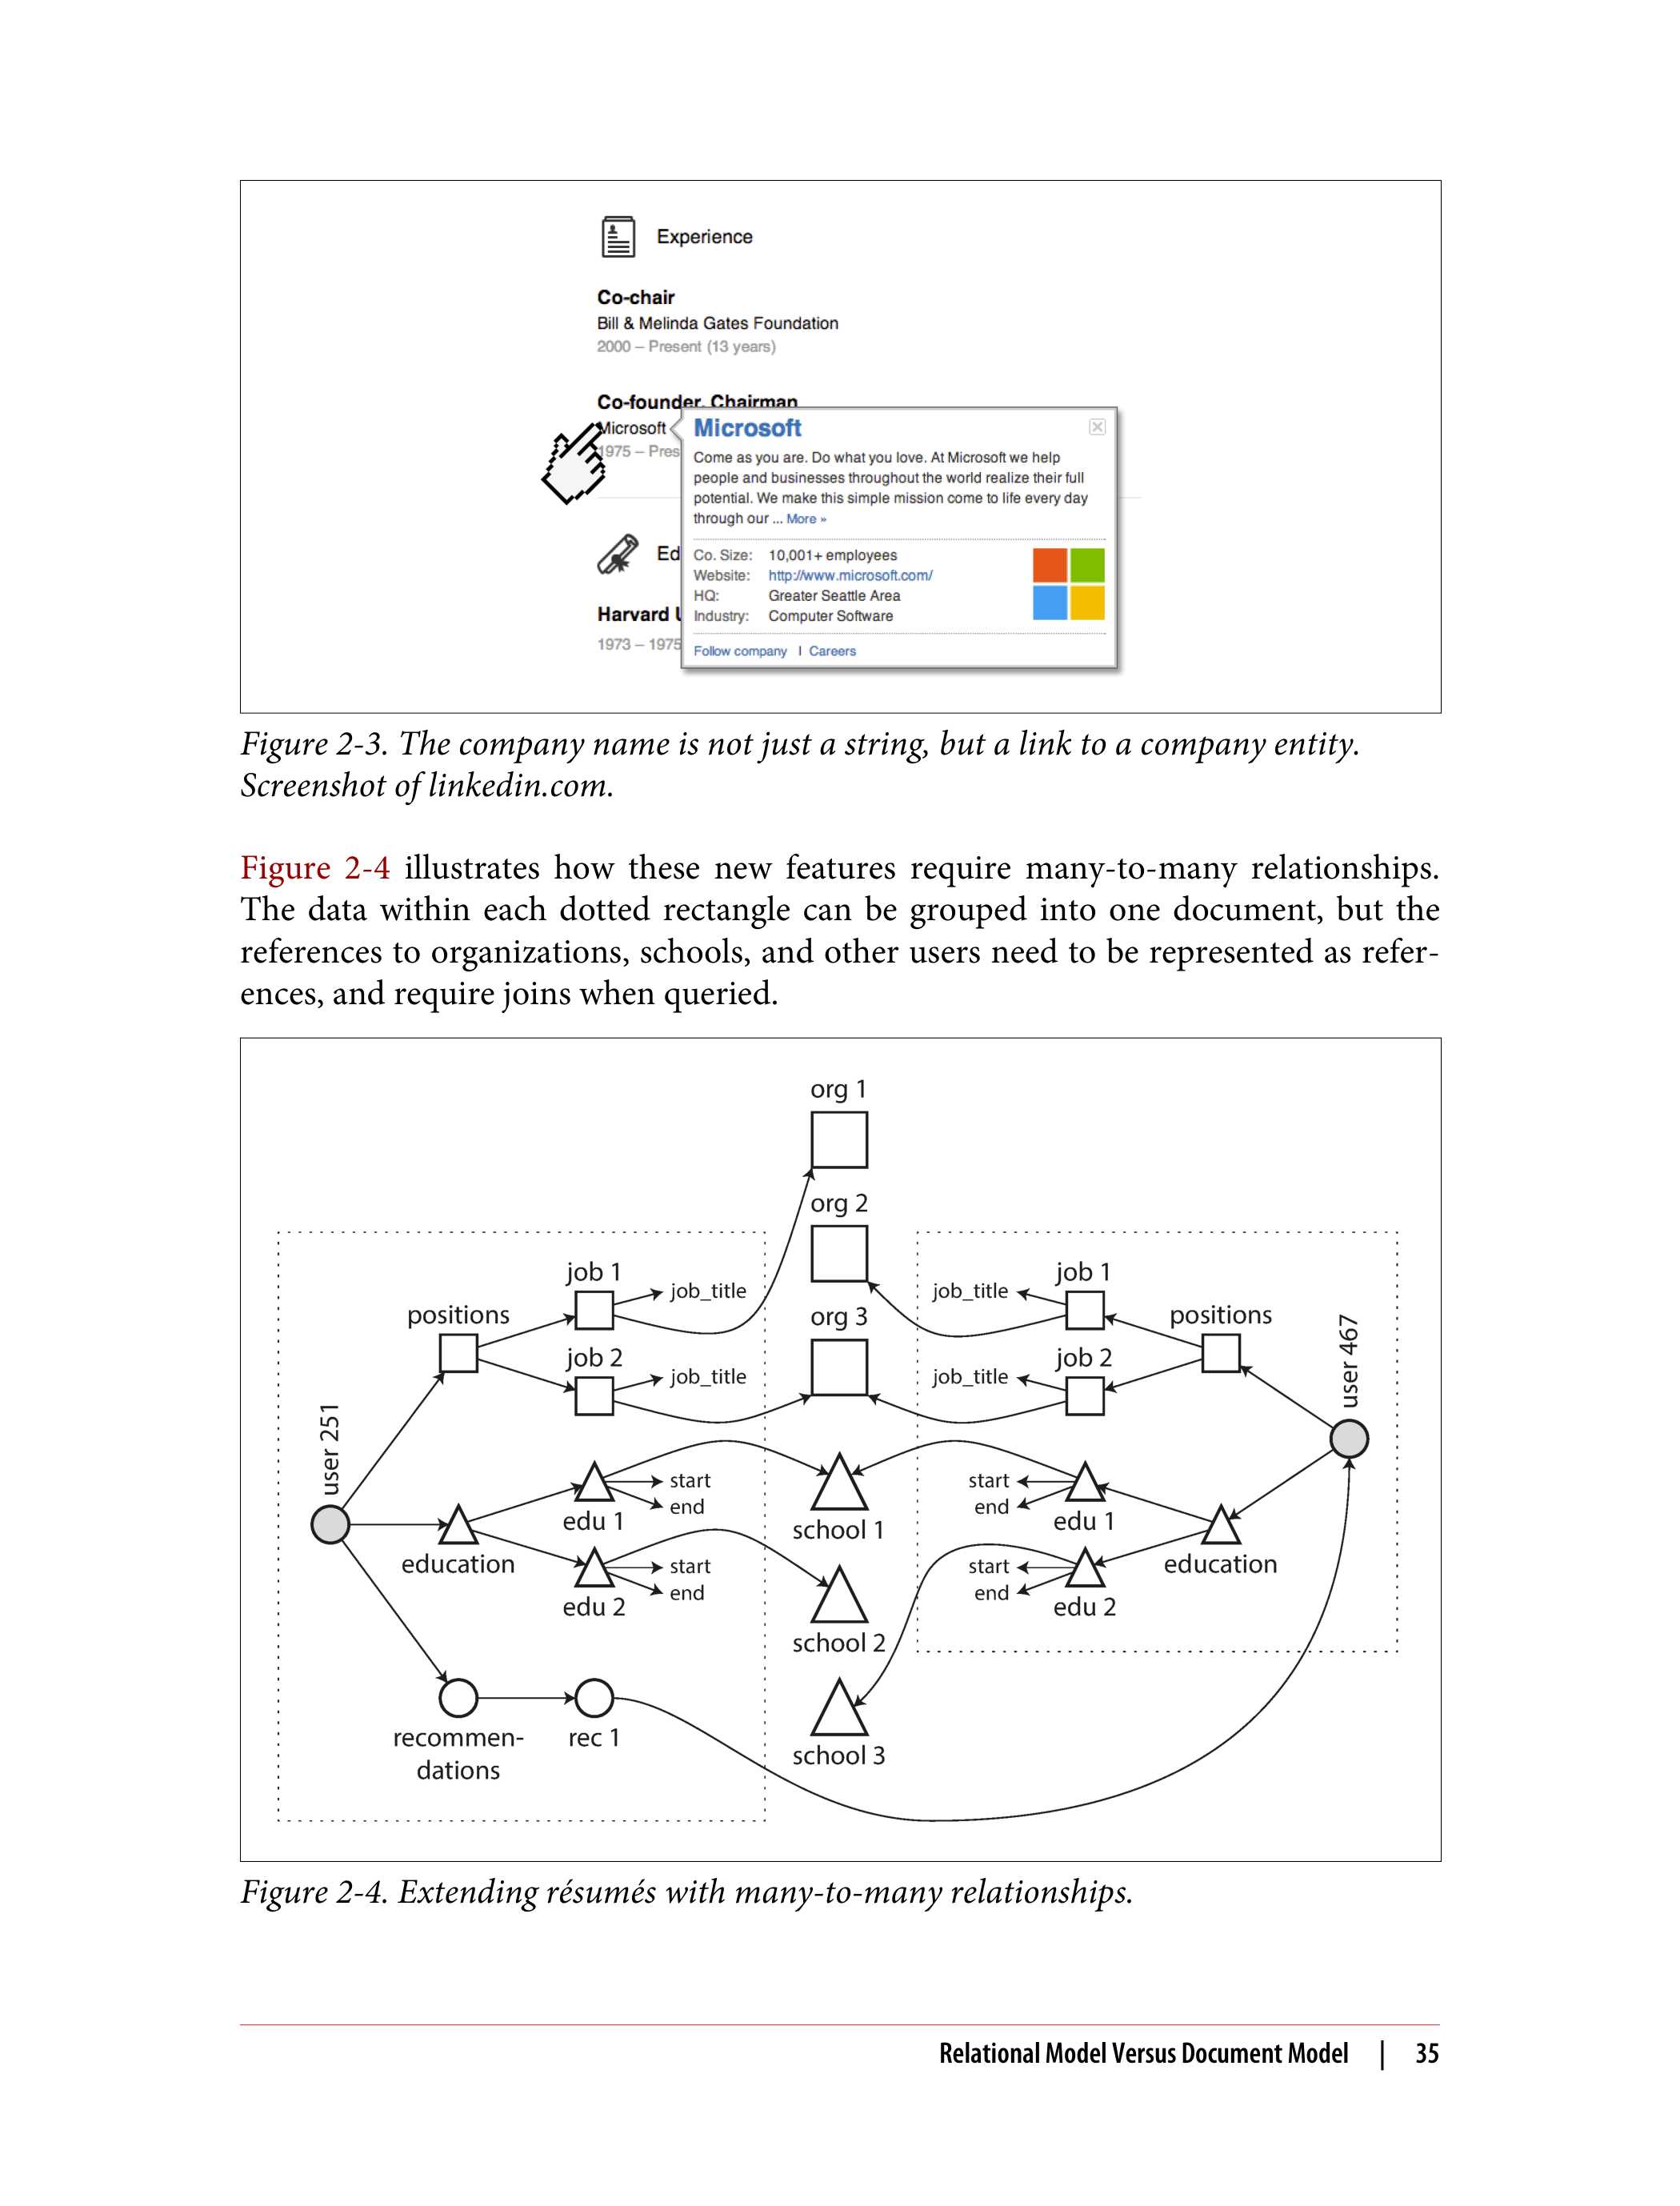 Experience
Co-chair
Bill & Melinda Gates Foundation
2000 – Present (13 years)
Co-founder, Chairman
Microsoft
1975 – Pres
Microsoft
Come as you are. Do what you love. At Microsoft we help
people and businesses throughout the world realize their full
potential. We make this simple mission come to life every day
through our ... More »
Ed
Co. Size: 10,001+ employees
Website: http://www.microsoft.com/
HQ: Greater Seattle Area
Industry: Computer Software
Harvard U
1973 – 1975
Follow company | Careers
Figure 2-3. The company name is not just a string, but a link to a company entity.
Screenshot of linkedin.com.
Figure 2-4 illustrates how these new features require many-to-many relationships.
The data within each dotted rectangle can be grouped into one document, but the
references to organizations, schools, and other users need to be represented as refer-
ences, and require joins when queried.
org 1
org 2
org 3
user 251
positions
job 1
job_title
job 2
job_title
education
edu 1
start
end
edu 2
start
end
recommen-
dations
rec 1
school 1
school 2
school 3
job 1
job_title
job 2
job_title
positions
user 467
edu 1
start
end
edu 2
start
end
education
Figure 2-4. Extending résumés with many-to-many relationships.
Relational Model Versus Document Model | 35